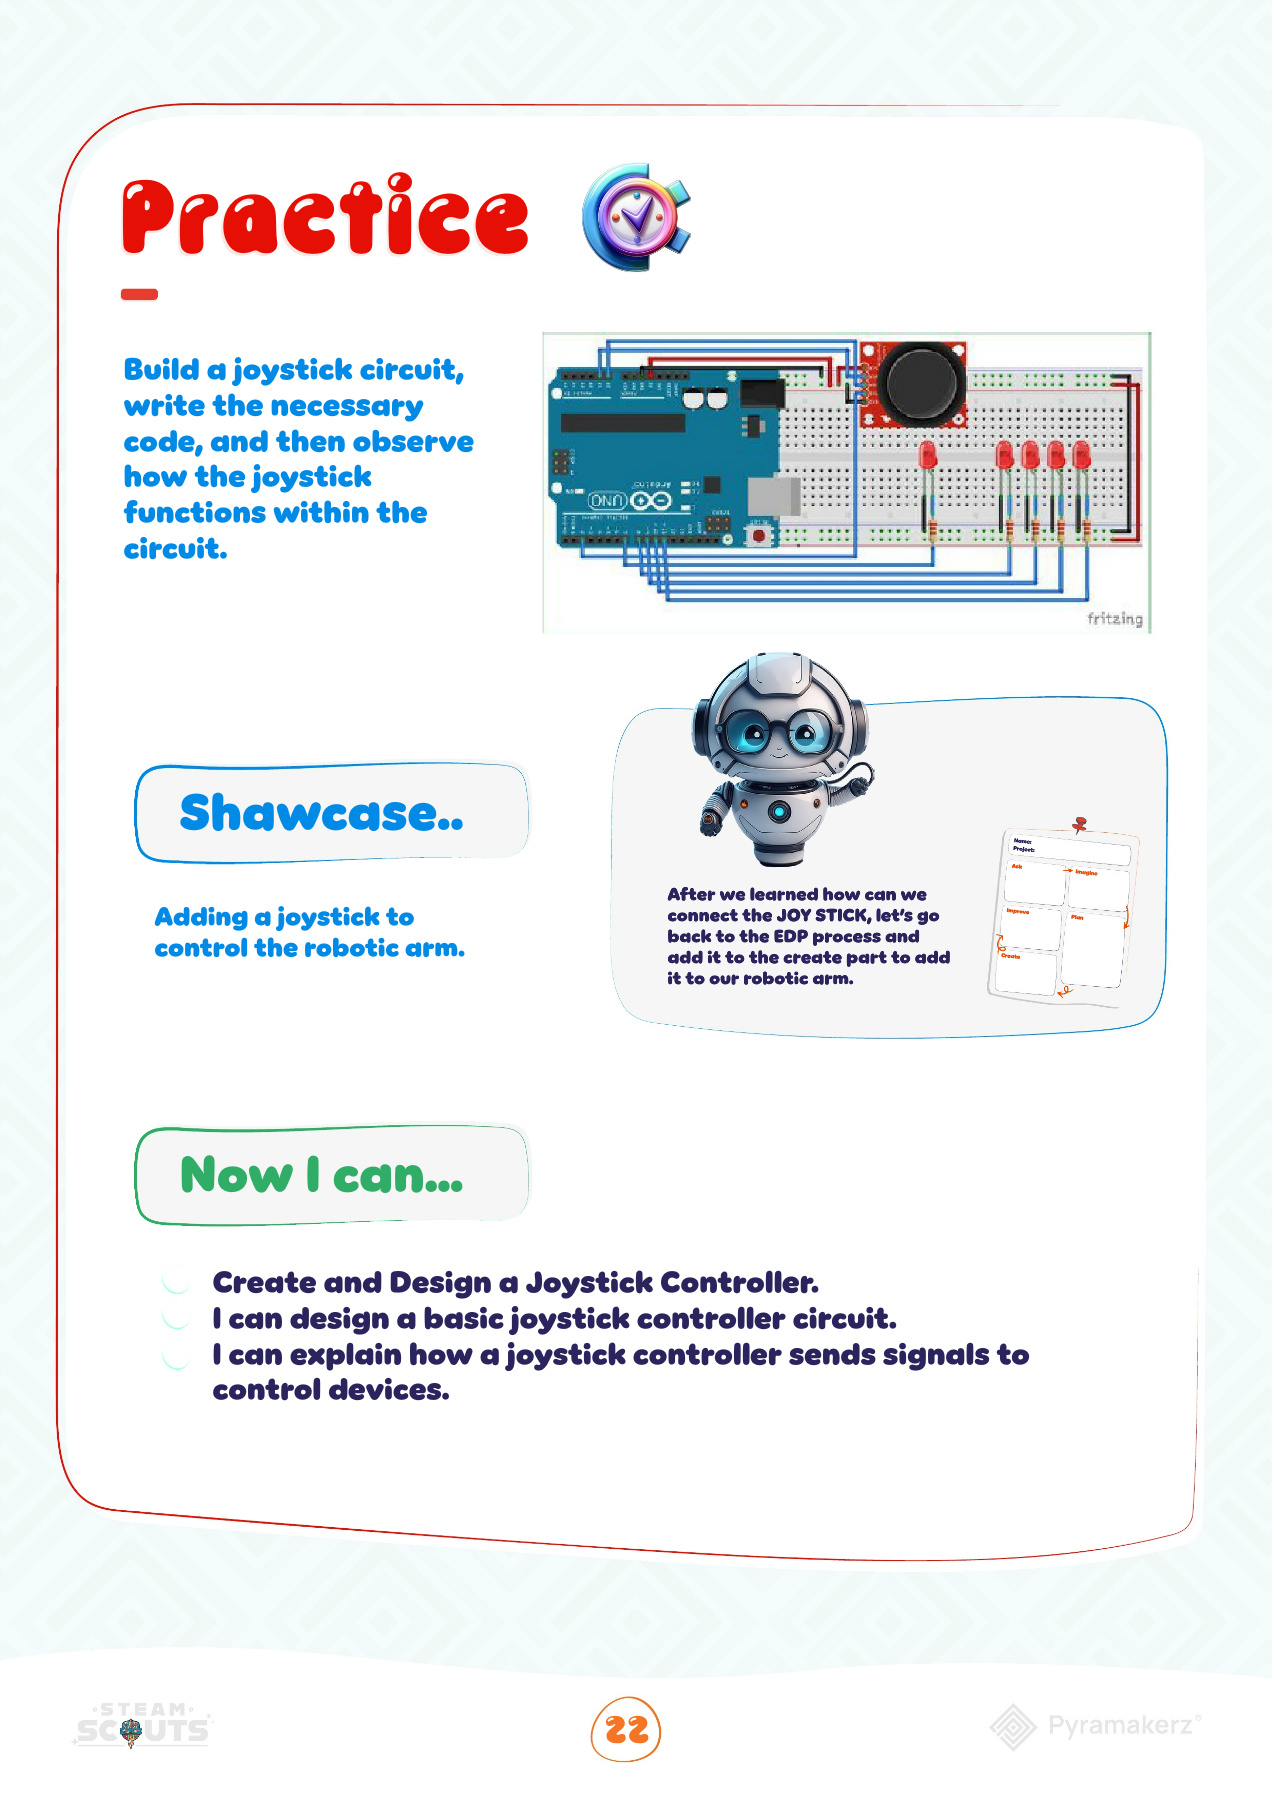 Practice
Build a joystick circuit,
write the necessary
code, and then observe
how the joystick
functions within the
circuit.
UNO
Arduino
fritzing
Shawcase..
Adding a joystick to
control the robotic arm.
After we learned how can we
connect the JOY STICK, let's go
back to the EDP process and
add it to the create part to add
it to our robotic arm.
Name:
Project:
Ask
Imagine
Improve
Plan
Create
Now I can...
Create and Design a Joystick Controller.
I can design a basic joystick controller circuit.
I can explain how a joystick controller sends signals to
control devices.
STEAM
SCOUTS
22
Pyramakerz